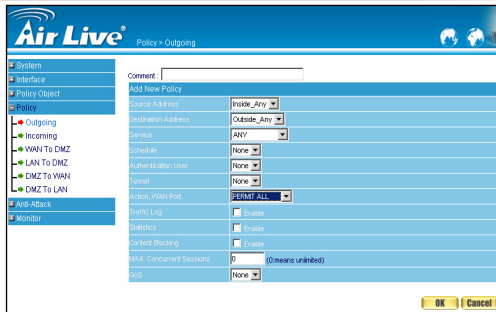 Air Live®
Policy > Outgoing
System
Interface
Policy Object
Policy
Outgoing
Incoming
WAN To DMZ
LAN To DMZ
DMZ To WAN
DMZ To LAN
Anti-Attack
Monitor
Comment :
Add New Policy
Source Address Inside_Any
Destination Address Outside_Any
Service ANY
Schedule None
Authentication User None
Tunnel None
Action, WAN Port PERMIT ALL
Traffic Log Enable
Statistics Enable
Content Blocking Enable
MAX. Concurrent Sessions 0 (0:means unlimited)
QoS None
OK Cancel